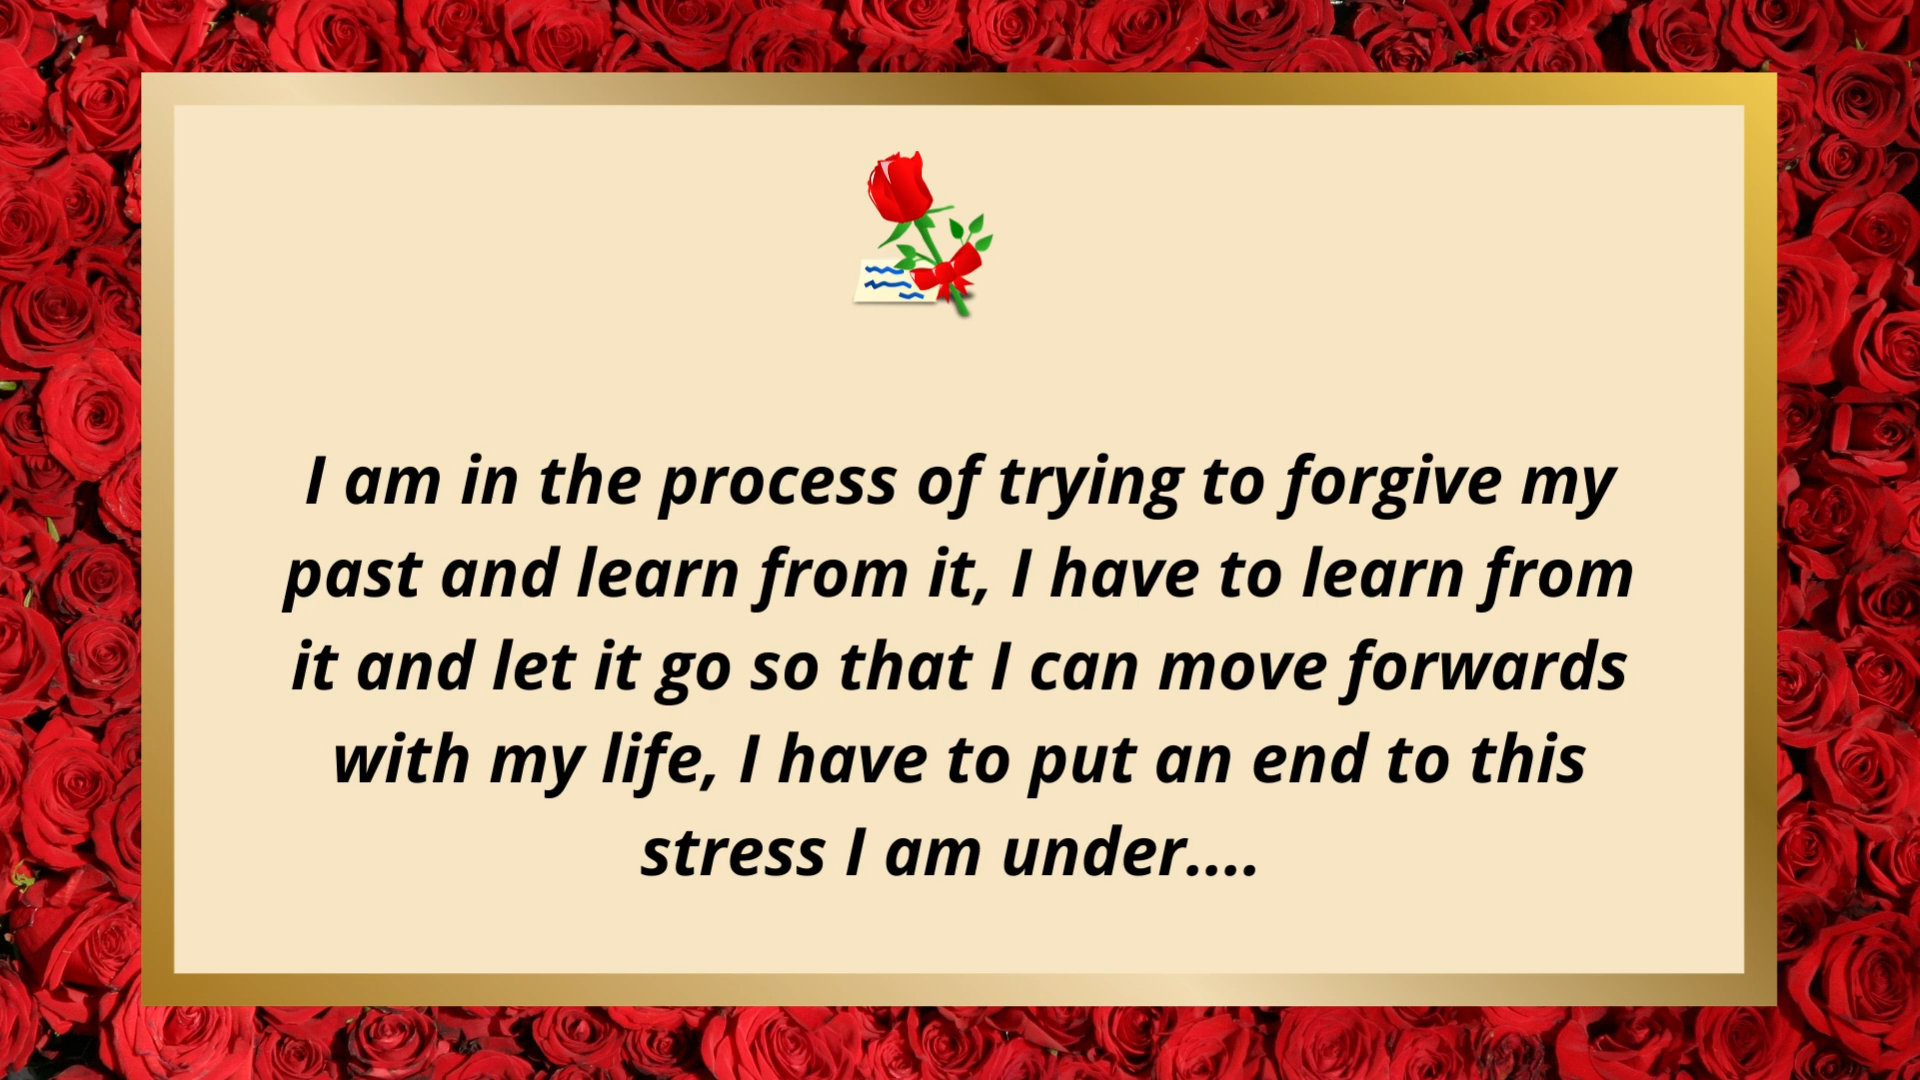 I am in the process of trying to forgive my
past and learn from it, I have to learn from
it and let it go so that I can move forwards
with my life, I have to put an end to this
stress I am under....